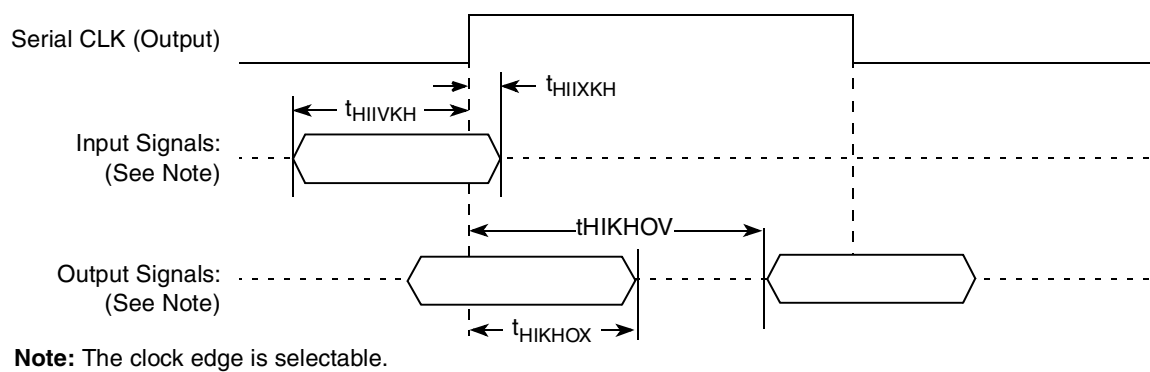 Serial CLK (Output)
tHIIXKH
tHIIVKH
Input Signals:
(See Note)
tHIKHOV
Output Signals:
(See Note)
tHIKHOX
Note: The clock edge is selectable.